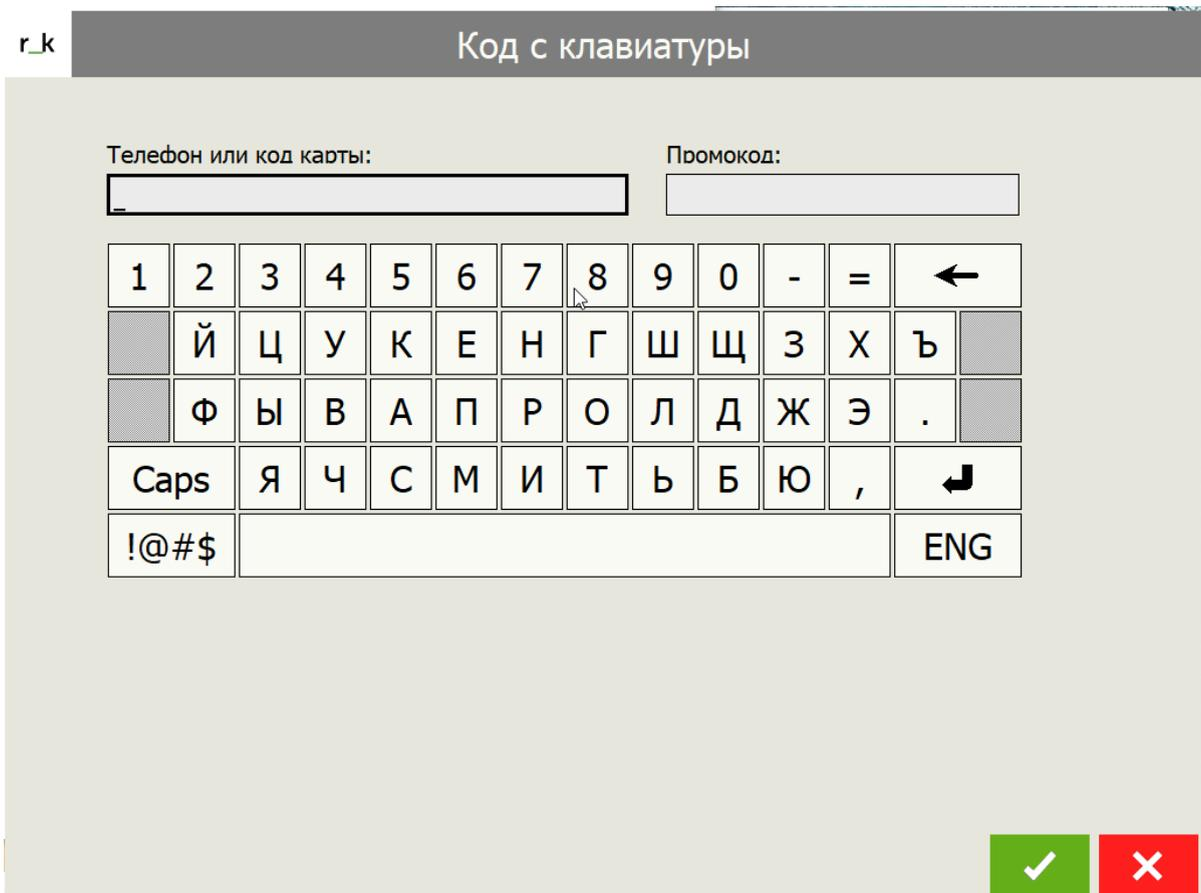 r_k
Код с клавиатуры
Телефон или код карты: Промокод:
_
1 2 3 4 5 6 7 8 9 0 - =
Й Ц У К Е Н Г Ш Щ З Х Ъ
Ф Ы В А П Р О Л Д Ж Э .
Caps Я Ч С М И Т Ь Б Ю ,
!@#$ ENG